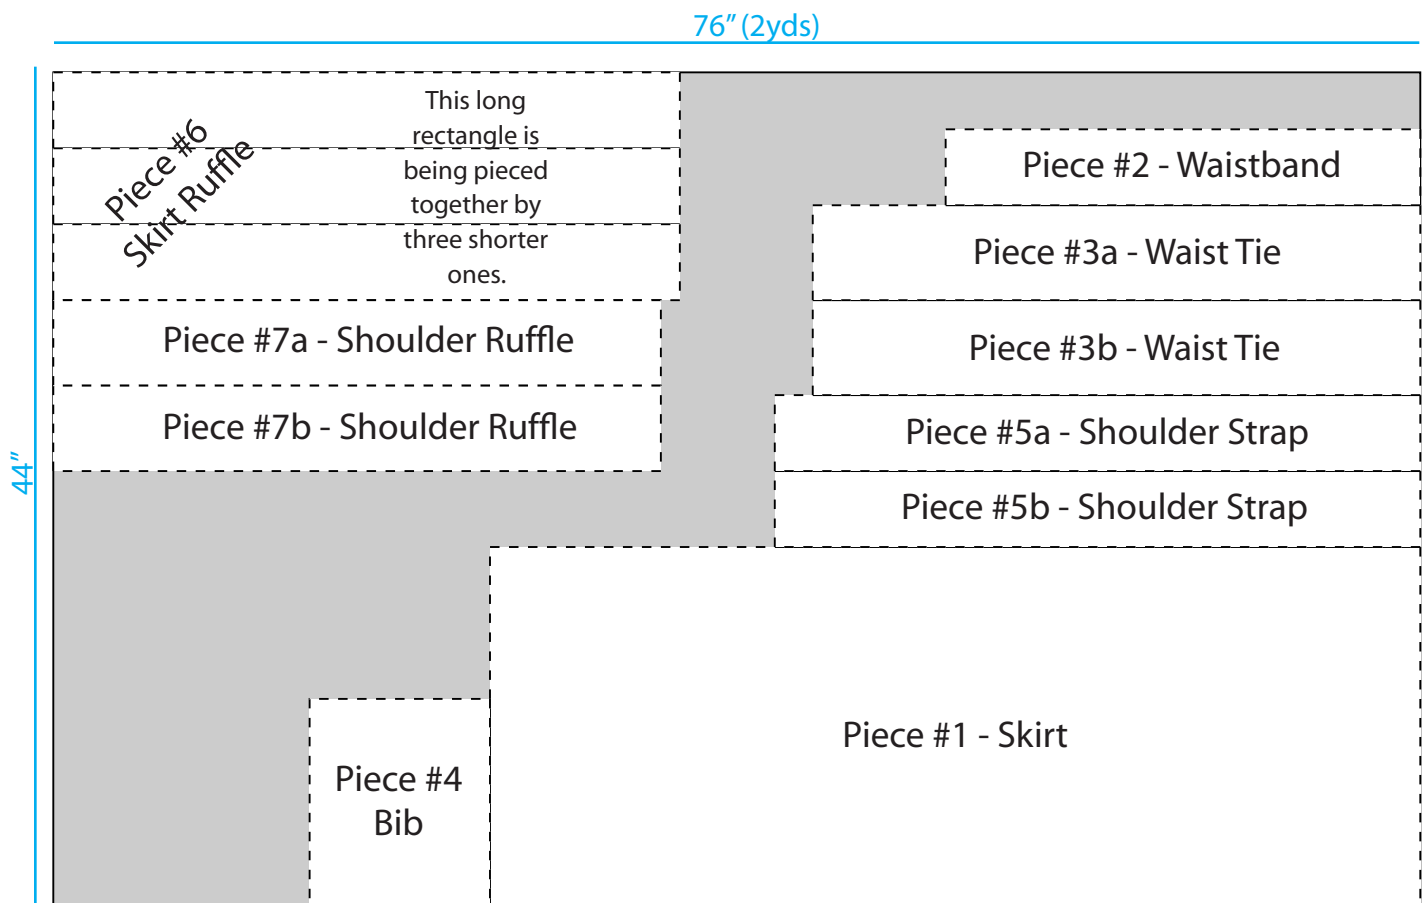 76” (2yds)
44”
Piece #6
Skirt Ruffle
This long
rectangle is
being pieced
together by
three shorter
ones.
Piece #2 - Waistband
Piece #3a - Waist Tie
Piece #7a - Shoulder Ruffle
Piece #3b - Waist Tie
Piece #7b - Shoulder Ruffle
Piece #5a - Shoulder Strap
Piece #5b - Shoulder Strap
Piece #1 - Skirt
Piece #4
Bib